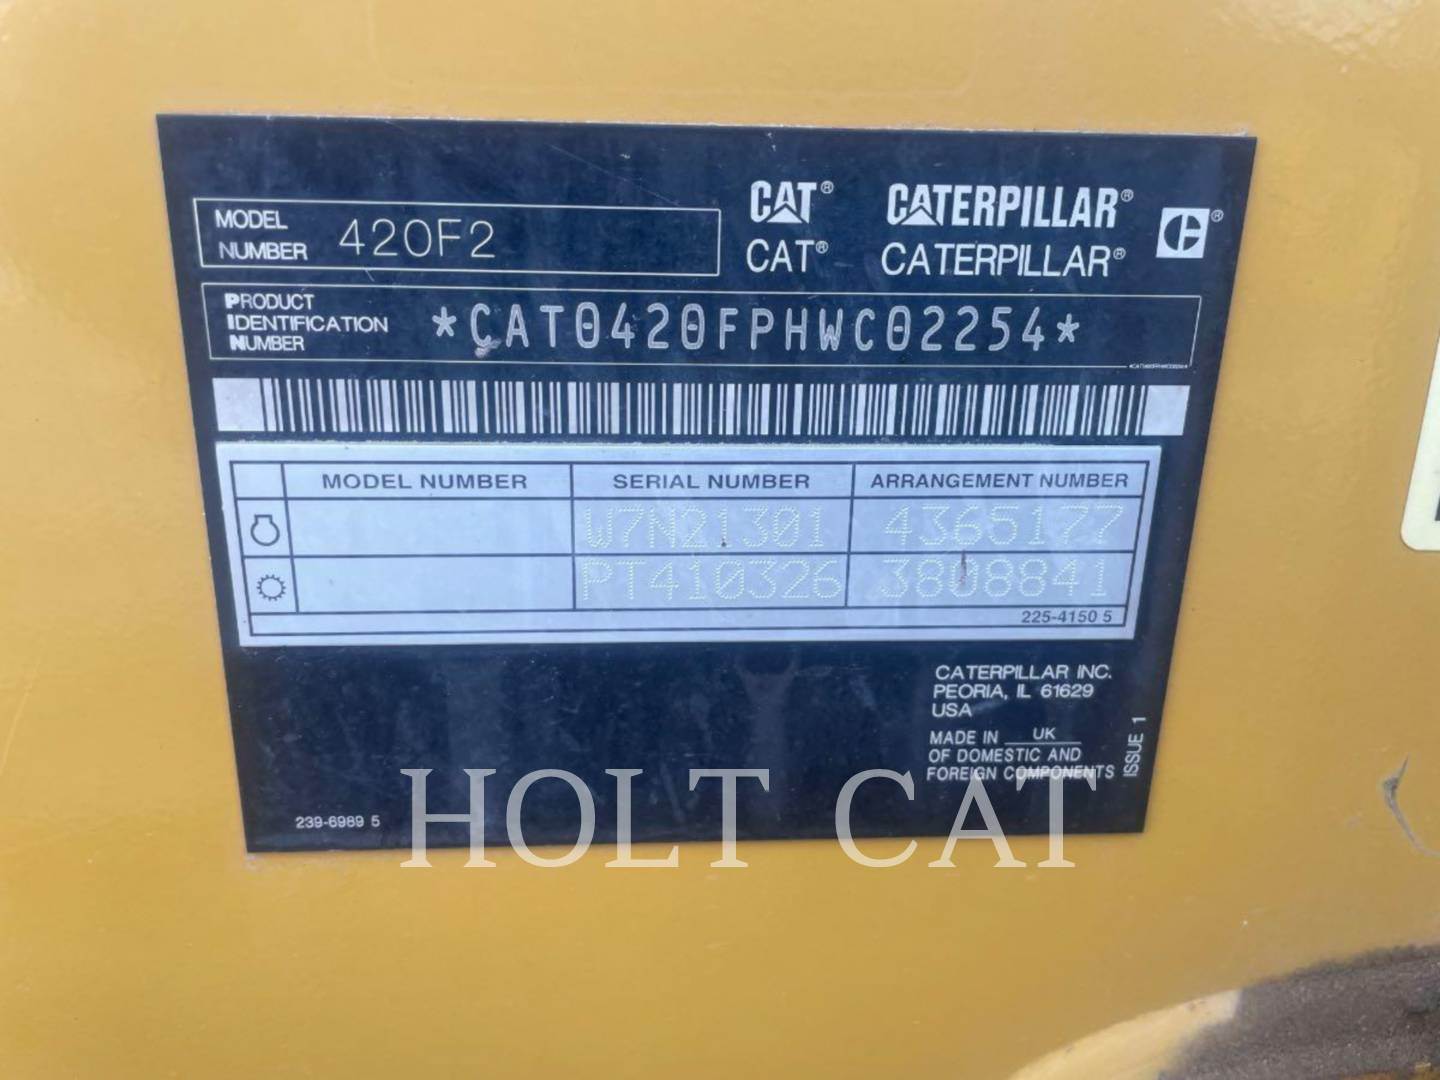 CAT® CATERPILLAR®
CAT® CATERPILLAR®
MODEL
NUMBER 420F2
PRODUCT
IDENTIFICATION
NUMBER
*CAT0420FPHWC02254*
MODEL NUMBER SERIAL NUMBER ARRANGEMENT NUMBER
W7N21301 4365177
PT410326 3808841
225-4150 5
CATERPILLAR INC.
PEORIA, IL 61629
USA
MADE IN UK
OF DOMESTIC AND
FOREIGN COMPONENTS
ISSUE 1
239-6989 5
HOLT CAT